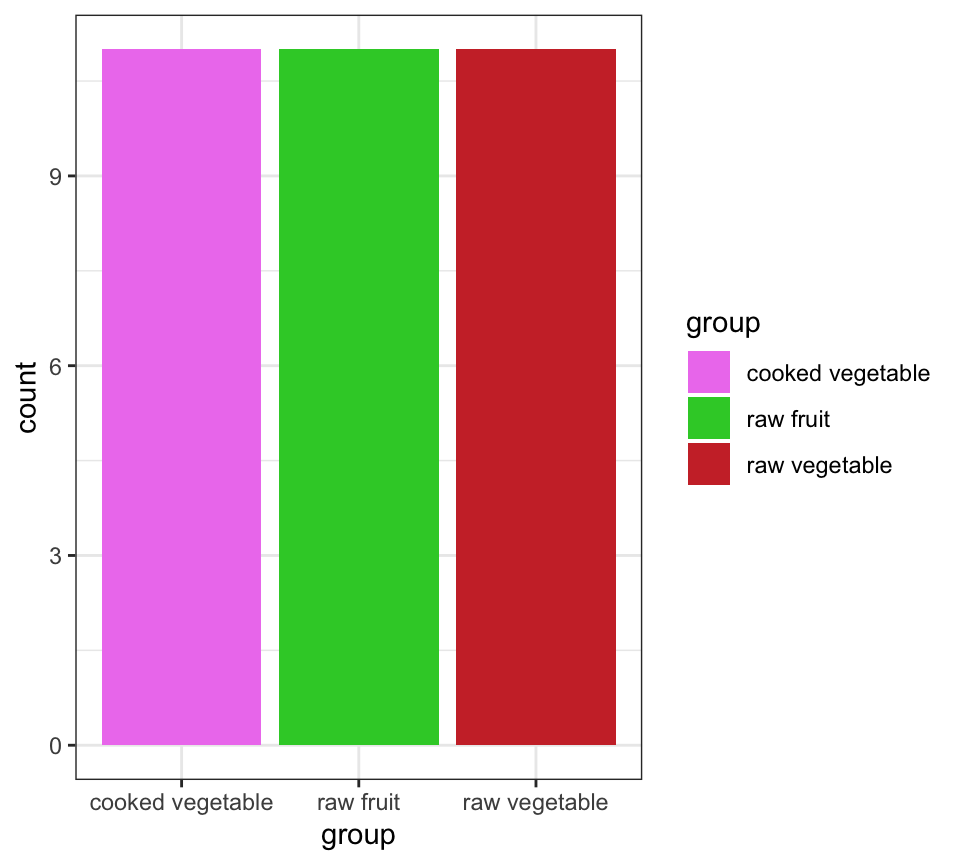 count
9
6
3
0
cooked vegetable
raw fruit
raw vegetable
group
group
cooked vegetable
raw fruit
raw vegetable